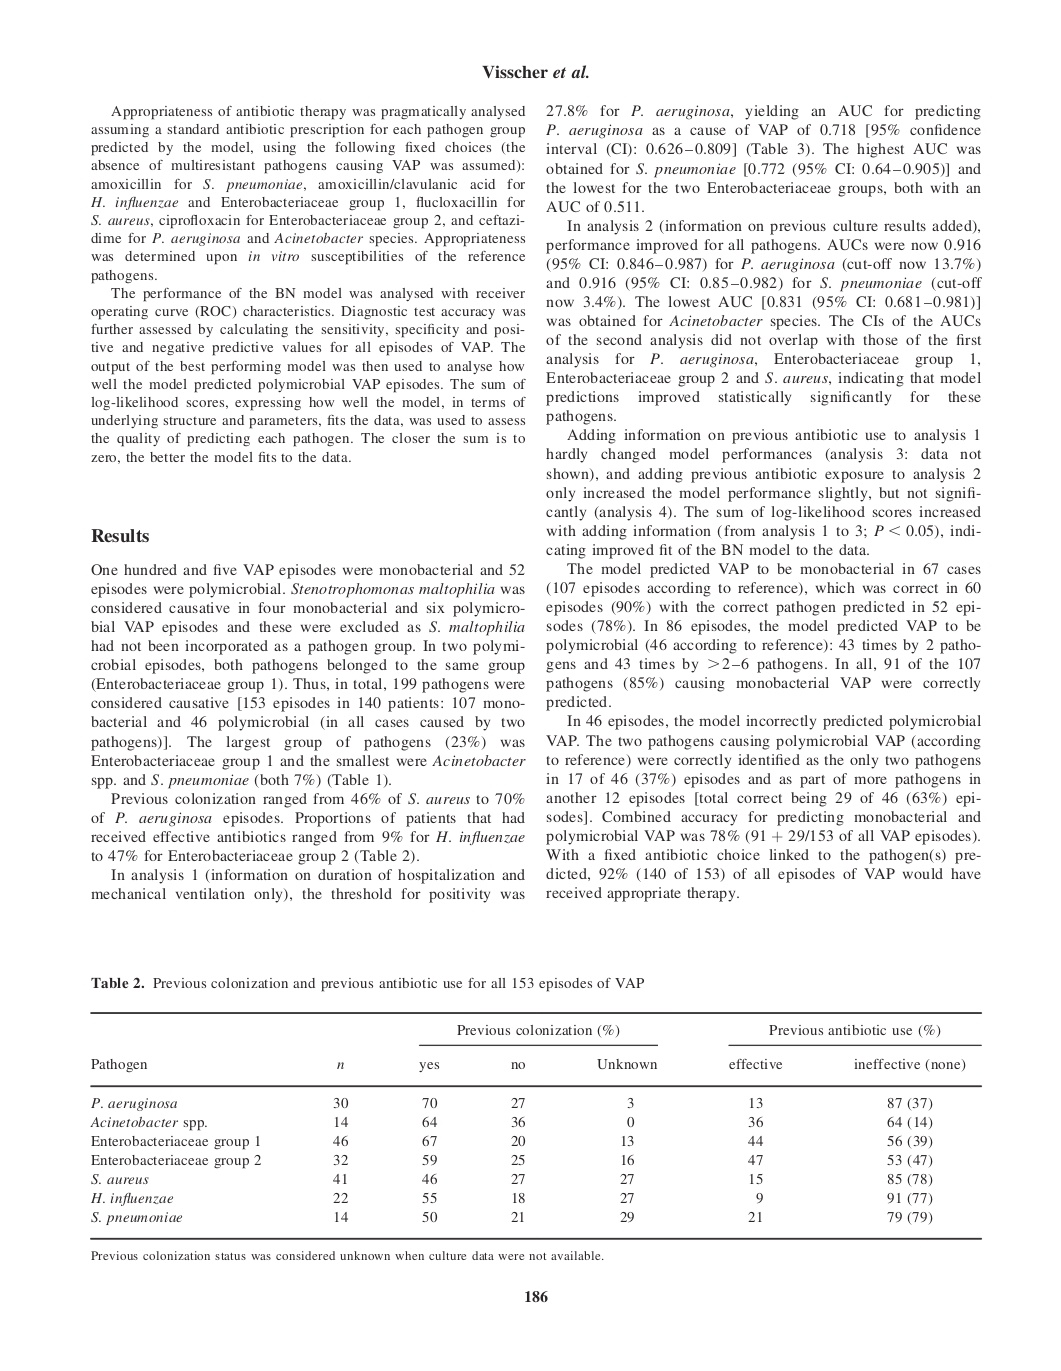 Visscher et al.
Appropriateness of antibiotic therapy was pragmatically analysed
assuming a standard antibiotic prescription for each pathogen group
predicted by the model, using the following fixed choices (the
absence of multiresistant pathogens causing VAP was assumed):
amoxicillin for S. pneumoniae, amoxicillin/clavulanic acid for
H. influenzae and Enterobacteriaceae group 1, flucloxacillin for
S. aureus, ciprofloxacin for Enterobacteriaceae group 2, and ceftazi-
dime for P. aeruginosa and Acinetobacter species. Appropriateness
was determined upon in vitro susceptibilities of the reference
pathogens.
The performance of the BN model was analysed with receiver
operating curve (ROC) characteristics. Diagnostic test accuracy was
further assessed by calculating the sensitivity, specificity and posi-
tive and negative predictive values for all episodes of VAP. The
output of the best performing model was then used to analyse how
well the model predicted polymicrobial VAP episodes. The sum of
log-likelihood scores, expressing how well the model, in terms of
underlying structure and parameters, fits the data, was used to assess
the quality of predicting each pathogen. The closer the sum is to
zero, the better the model fits to the data.
Results
One hundred and five VAP episodes were monobacterial and 52
episodes were polymicrobial. Stenotrophomonas maltophilia was
considered causative in four monobacterial and six polymicro-
bial VAP episodes and these were excluded as S. maltophilia
had not been incorporated as a pathogen group. In two polymi-
crobial episodes, both pathogens belonged to the same group
(Enterobacteriaceae group 1). Thus, in total, 199 pathogens were
considered causative [153 episodes in 140 patients: 107 mono-
bacterial and 46 polymicrobial (in all cases caused by two
pathogens)]. The largest group of pathogens (23%) was
Enterobacteriaceae group 1 and the smallest were Acinetobacter
spp. and S. pneumoniae (both 7%) (Table 1).
Previous colonization ranged from 46% of S. aureus to 70%
of P. aeruginosa episodes. Proportions of patients that had
received effective antibiotics ranged from 9% for H. influenzae
to 47% for Enterobacteriaceae group 2 (Table 2).
In analysis 1 (information on duration of hospitalization and
mechanical ventilation only), the threshold for positivity was
27.8% for P. aeruginosa, yielding an AUC for predicting
P. aeruginosa as a cause of VAP of 0.718 [95% confidence
interval (CI): 0.626–0.809] (Table 3). The highest AUC was
obtained for S. pneumoniae [0.772 (95% CI: 0.64–0.905)] and
the lowest for the two Enterobacteriaceae groups, both with an
AUC of 0.511.
In analysis 2 (information on previous culture results added),
performance improved for all pathogens. AUCs were now 0.916
(95% CI: 0.846–0.987) for P. aeruginosa (cut-off now 13.7%)
and 0.916 (95% CI: 0.85–0.982) for S. pneumoniae (cut-off
now 3.4%). The lowest AUC [0.831 (95% CI: 0.681–0.981)]
was obtained for Acinetobacter species. The CIs of the AUCs
of the second analysis did not overlap with those of the first
analysis for P. aeruginosa, Enterobacteriaceae group 1,
Enterobacteriaceae group 2 and S. aureus, indicating that model
predictions improved statistically significantly for these
pathogens.
Adding information on previous antibiotic use to analysis 1
hardly changed model performances (analysis 3: data not
shown), and adding previous antibiotic exposure to analysis 2
only increased the model performance slightly, but not signifi-
cantly (analysis 4). The sum of log-likelihood scores increased
with adding information (from analysis 1 to 3; P < 0.05), indi-
cating improved fit of the BN model to the data.
The model predicted VAP to be monobacterial in 67 cases
(107 episodes according to reference), which was correct in 60
episodes (90%) with the correct pathogen predicted in 52 epi-
sodes (78%). In 86 episodes, the model predicted VAP to be
polymicrobial (46 according to reference): 43 times by 2 patho-
gens and 43 times by >2–6 pathogens. In all, 91 of the 107
pathogens (85%) causing monobacterial VAP were correctly
predicted.
In 46 episodes, the model incorrectly predicted polymicrobial
VAP. The two pathogens causing polymicrobial VAP (according
to reference) were correctly identified as the only two pathogens
in 17 of 46 (37%) episodes and as part of more pathogens in
another 12 episodes [total correct being 29 of 46 (63%) epi-
sodes]. Combined accuracy for predicting monobacterial and
polymicrobial VAP was 78% (91 + 29/153 of all VAP episodes).
With a fixed antibiotic choice linked to the pathogen(s) pre-
dicted, 92% (140 of 153) of all episodes of VAP would have
received appropriate therapy.
Table 2. Previous colonization and previous antibiotic use for all 153 episodes of VAP
Previous colonization (%) Previous antibiotic use (%)
Pathogen n yes no Unknown effective ineffective (none)
P. aeruginosa 30 70 27 3 13 87 (37)
Acinetobacter spp. 14 64 36 0 36 64 (14)
Enterobacteriaceae group 1 46 67 20 13 44 56 (39)
Enterobacteriaceae group 2 32 59 25 16 47 53 (47)
S. aureus 41 46 27 27 15 85 (78)
H. influenzae 22 55 18 27 9 91 (77)
S. pneumoniae 14 50 21 29 21 79 (79)
Previous colonization status was considered unknown when culture data were not available.
186